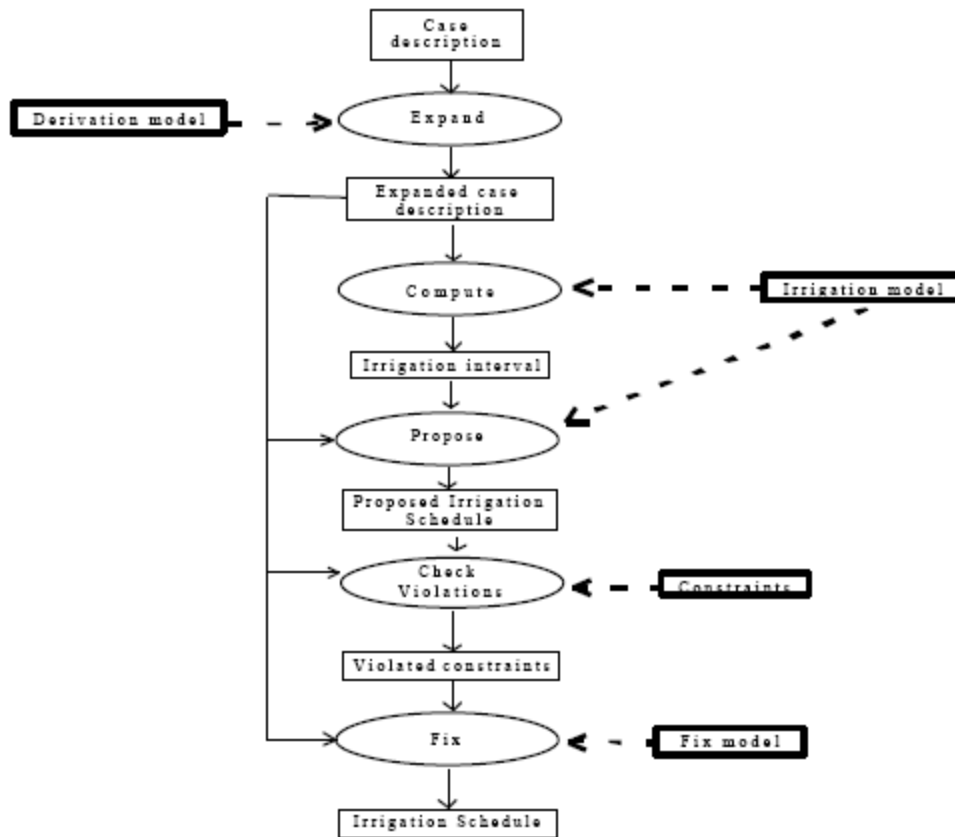 Case
description
Derivation model
Expand
Expanded case
description
Compute
Irrigation model
Irrigation interval
Propose
Proposed Irrigation
Schedule
Check
Violations
Constraints
Violated constraints
Fix
Fix model
Irrigation Schedule